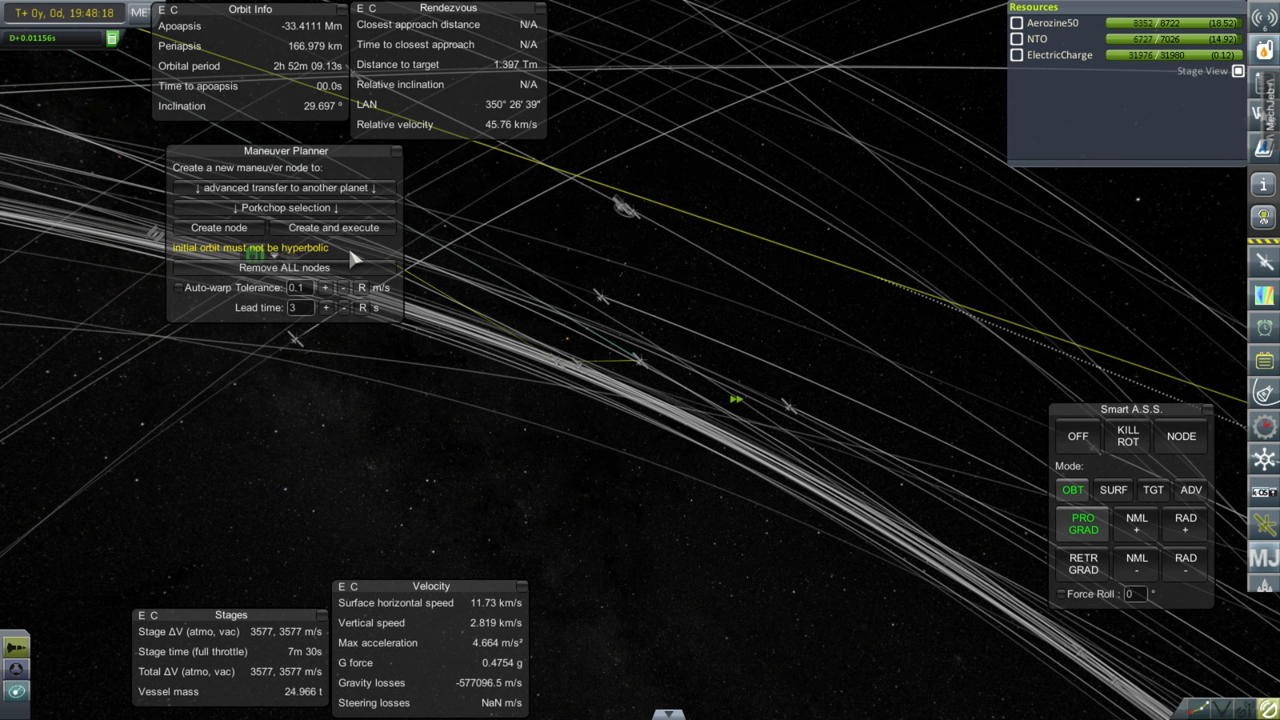 T+ 0y, 0d, 19:48:18 MET
D+0.01156s
E C Orbit Info
Apoapsis -33.4111 Mm
Periapsis 166.979 km
Orbital period 2h 52m 09.13s
Time to apoapsis 00.0s
Inclination 29.697 º
E C Rendezvous
Closest approach distance N/A
Time to closest approach N/A
Distance to target 1.397 Tm
Relative inclination N/A
LAN 350° 26' 39"
Relative velocity 45.76 km/s
Resources
Aerozine50 8352 / 8722 (18.52)
NTO 6727 / 7026 (14.92)
ElectricCharge 31976 / 31980 (0.12)
Stage View
MechJeb
Maneuver Planner
Create a new maneuver node to:
↓ advanced transfer to another planet ↓
↓ Porkchop selection ↓
Create node Create and execute
initial orbit must not be hyperbolic
Remove ALL nodes
Auto-warp Tolerance: 0.1 + - R m/s
Lead time: 3 + - R s
Smart A.S.S.
OFF KILL ROT NODE
Mode:
OBT SURF TGT ADV
PRO GRAD NML + RAD +
RETR GRAD NML - RAD -
Force Roll : 0 °
kOS
MJ
E C Stages
Stage ΔV (atmo, vac) 3577, 3577 m/s
Stage time (full throttle) 7m 30s
Total ΔV (atmo, vac) 3577, 3577 m/s
Vessel mass 24.966 t
E C Velocity
Surface horizontal speed 11.73 km/s
Vertical speed 2.819 km/s
Max acceleration 4.664 m/s²
G force 0.4754 g
Gravity losses -577096.5 m/s
Steering losses NaN m/s